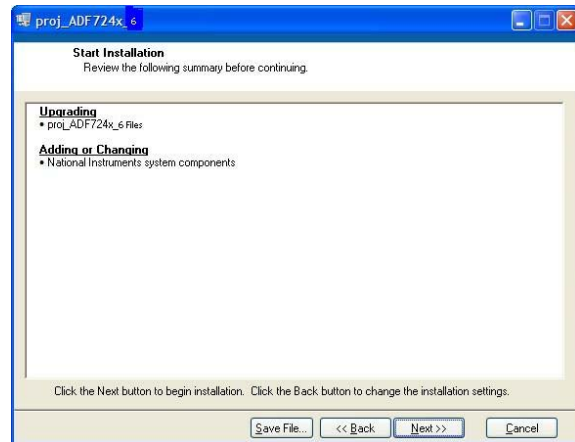 proj_ADF724x_6
Start Installation
Review the following summary before continuing.
Upgrading
• proj_ADF724x_6 Files
Adding or Changing
• National Instruments system components
Click the Next button to begin installation. Click the Back button to change the installation settings.
Save File... << Back Next >> Cancel